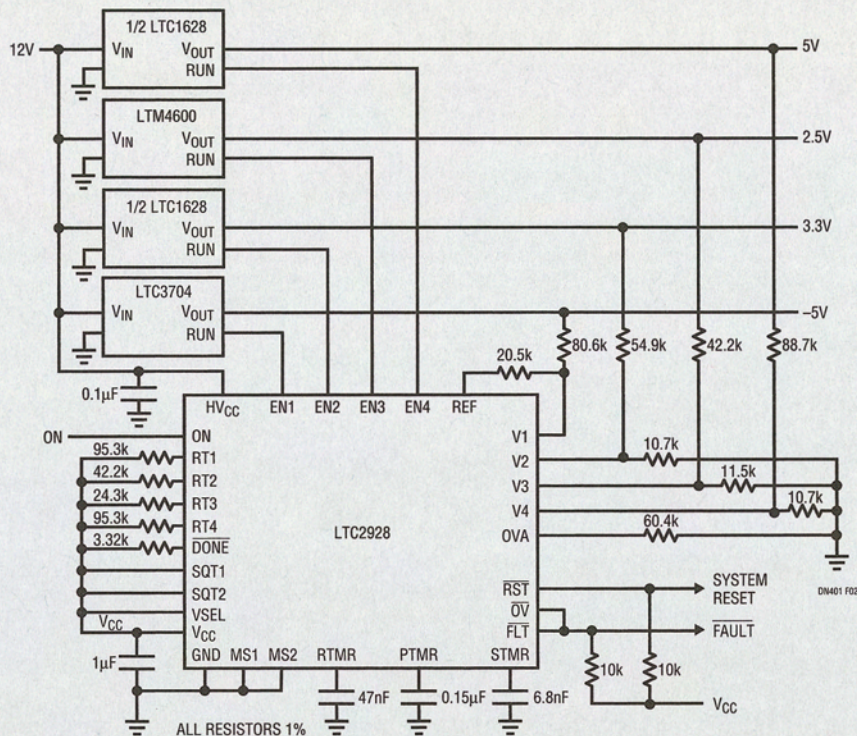 1/2 LTC1628
12V
VIN
VOUT
RUN
5V
LTM4600
VIN
VOUT
RUN
2.5V
1/2 LTC1628
VIN
VOUT
RUN
3.3V
LTC3704
VIN
VOUT
RUN
–5V
80.6k
54.9k
42.2k
88.7k
20.5k
0.1µF
HVCC
EN1
EN2
EN3
EN4
REF
ON
ON
95.3k
RT1
42.2k
RT2
24.3k
RT3
95.3k
RT4
3.32k
DONE
SQT1
SQT2
VSEL
VCC
VCC
LTC2928
V1
V2
10.7k
V3
11.5k
V4
10.7k
OVA
60.4k
RST
SYSTEM
RESET
DN401 F02
OV
FLT
FAULT
1µF
GND
MS1
MS2
RTMR
PTMR
STMR
47nF
0.15µF
6.8nF
10k
10k
VCC
ALL RESISTORS 1%